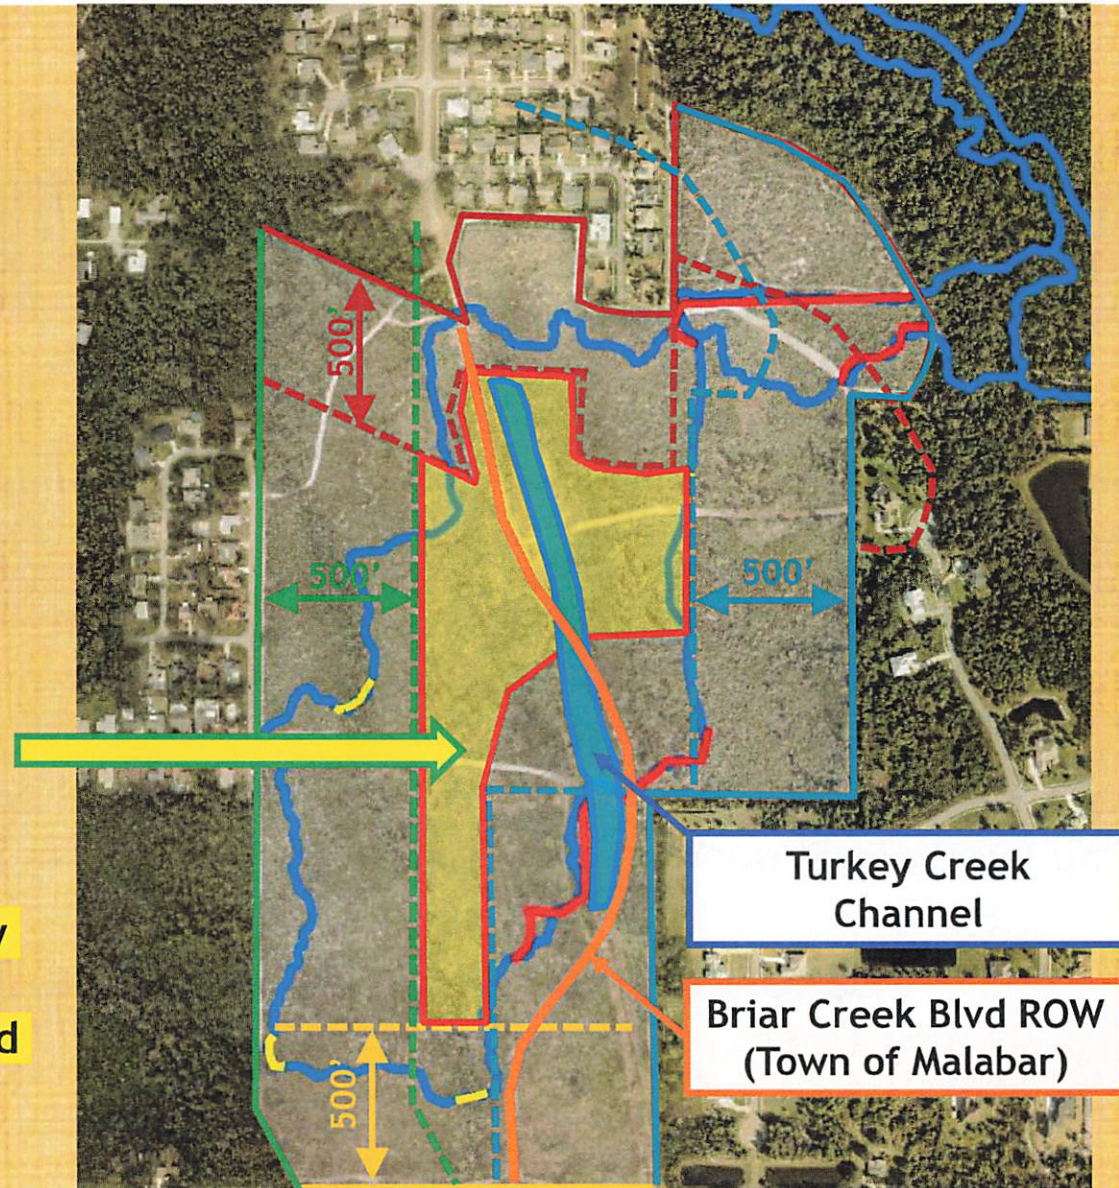 500'
500'
500'
Turkey Creek
Channel
Briar Creek Blvd ROW
(Town of Malabar)
500'